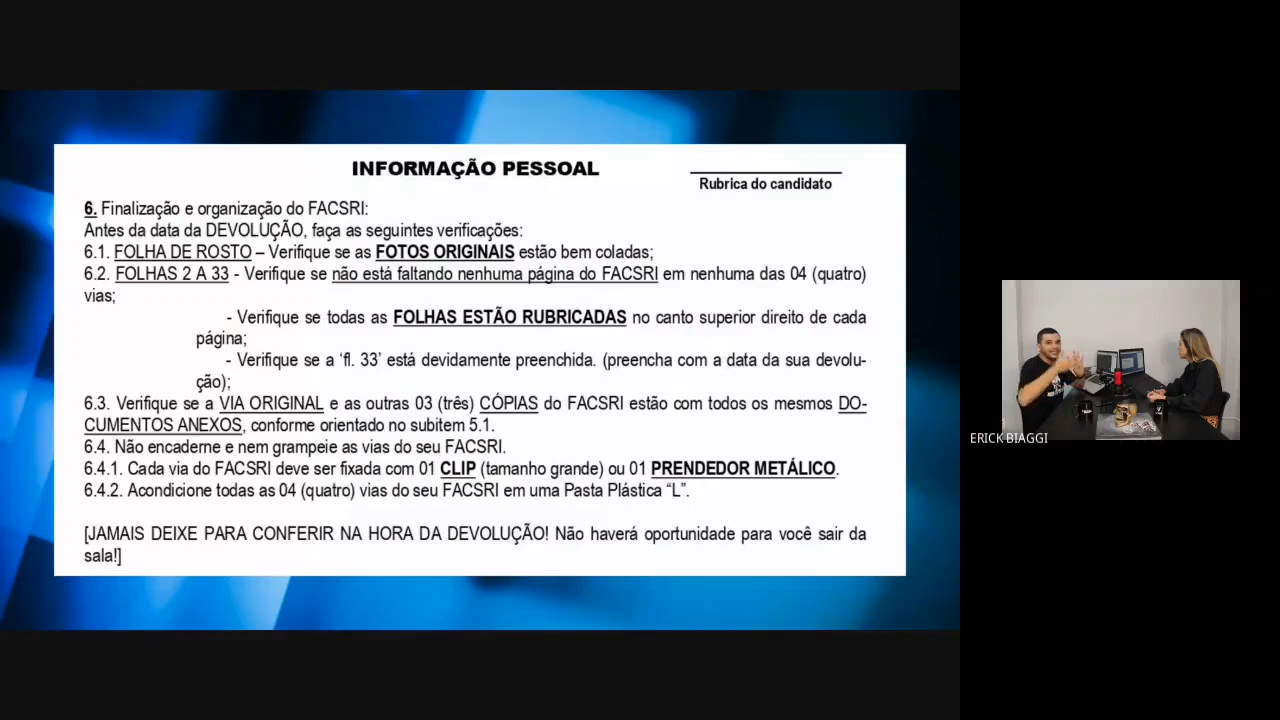 INFORMAÇÃO PESSOAL
Rubrica do candidato
6. Finalização e organização do FACSRI:
Antes da data da DEVOLUÇÃO, faça as seguintes verificações:
6.1. FOLHA DE ROSTO – Verifique se as FOTOS ORIGINAIS estão bem coladas;
6.2. FOLHAS 2 A 33 - Verifique se não está faltando nenhuma página do FACSRI em nenhuma das 04 (quatro)
vias;
- Verifique se todas as FOLHAS ESTÃO RUBRICADAS no canto superior direito de cada
página;
- Verifique se a ‘fl. 33’ está devidamente preenchida. (preencha com a data da sua devolu-
ção);
6.3. Verifique se a VIA ORIGINAL e as outras 03 (três) CÓPIAS do FACSRI estão com todos os mesmos DO-
CUMENTOS ANEXOS, conforme orientado no subitem 5.1.
6.4. Não encaderne e nem grampeie as vias do seu FACSRI.
6.4.1. Cada via do FACSRI deve ser fixada com 01 CLIP (tamanho grande) ou 01 PRENDEDOR METÁLICO.
6.4.2. Acondicione todas as 04 (quatro) vias do seu FACSRI em uma Pasta Plástica “L”.
[JAMAIS DEIXE PARA CONFERIR NA HORA DA DEVOLUÇÃO! Não haverá oportunidade para você sair da
sala!]
ERICK BIAGGI